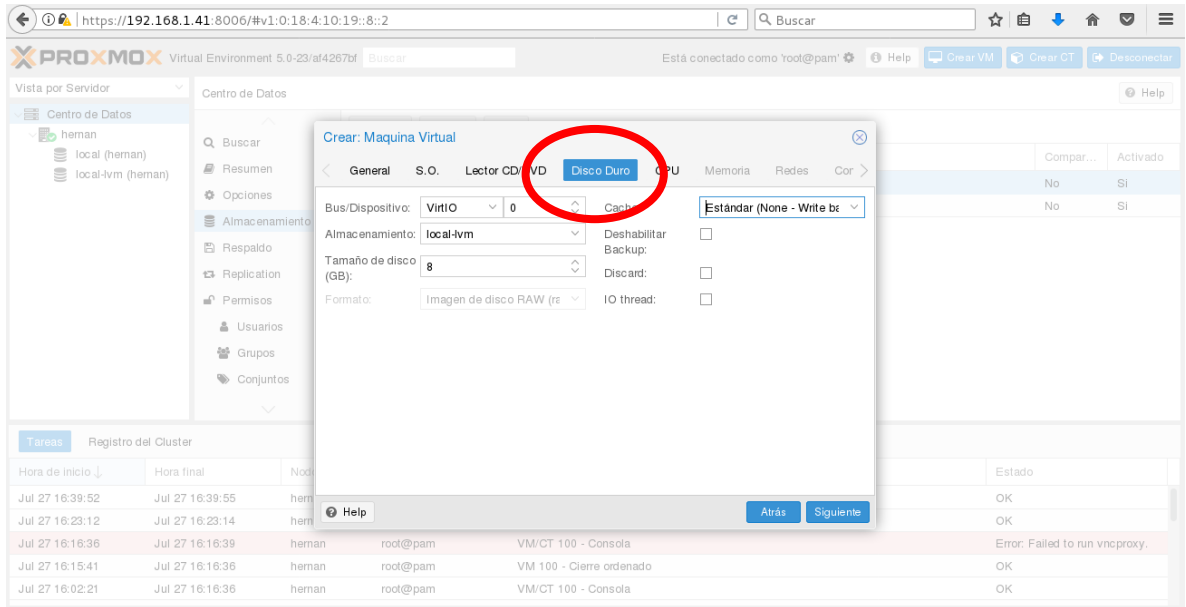 https://192.168.1.41:8006/#v1:0:18:4:10:19::8::2
Buscar
PROXMOX Virtual Environment 5.0-23/af4267bf Buscar Está conectado como 'root@pam' Help Crear VM Crear CT Desconectar
Vista por Servidor
Centro de Datos
hernan
local (hernan)
local-lvm (hernan)
Centro de Datos Help
Buscar
Resumen
Opciones
Almacenamiento
Respaldo
Replication
Permisos
Usuarios
Grupos
Conjuntos
Compar... Activado
No Si
No Si
Crear: Maquina Virtual
General S.O. Lector CD/DVD Disco Duro CPU Memoria Redes Cor
Bus/Dispositivo: VirtIO 0
Almacenamiento: local-lvm
Tamaño de disco
(GB): 8
Formato: Imagen de disco RAW (ra
Estándar (None - Write ba
Deshabilitar
Backup:
Discard:
IO thread:
Help Atrás Siguiente
Tareas Registro del Cluster
Hora de inicio Hora final Estado
Jul 27 16:39:52 Jul 27 16:39:55 OK
Jul 27 16:23:12 Jul 27 16:23:14 OK
Jul 27 16:16:36 Jul 27 16:16:39 hernan root@pam VM/CT 100 - Consola Error: Failed to run vncproxy.
Jul 27 16:15:41 Jul 27 16:16:36 hernan root@pam VM 100 - Cierre ordenado OK
Jul 27 16:02:21 Jul 27 16:16:36 hernan root@pam VM/CT 100 - Consola OK